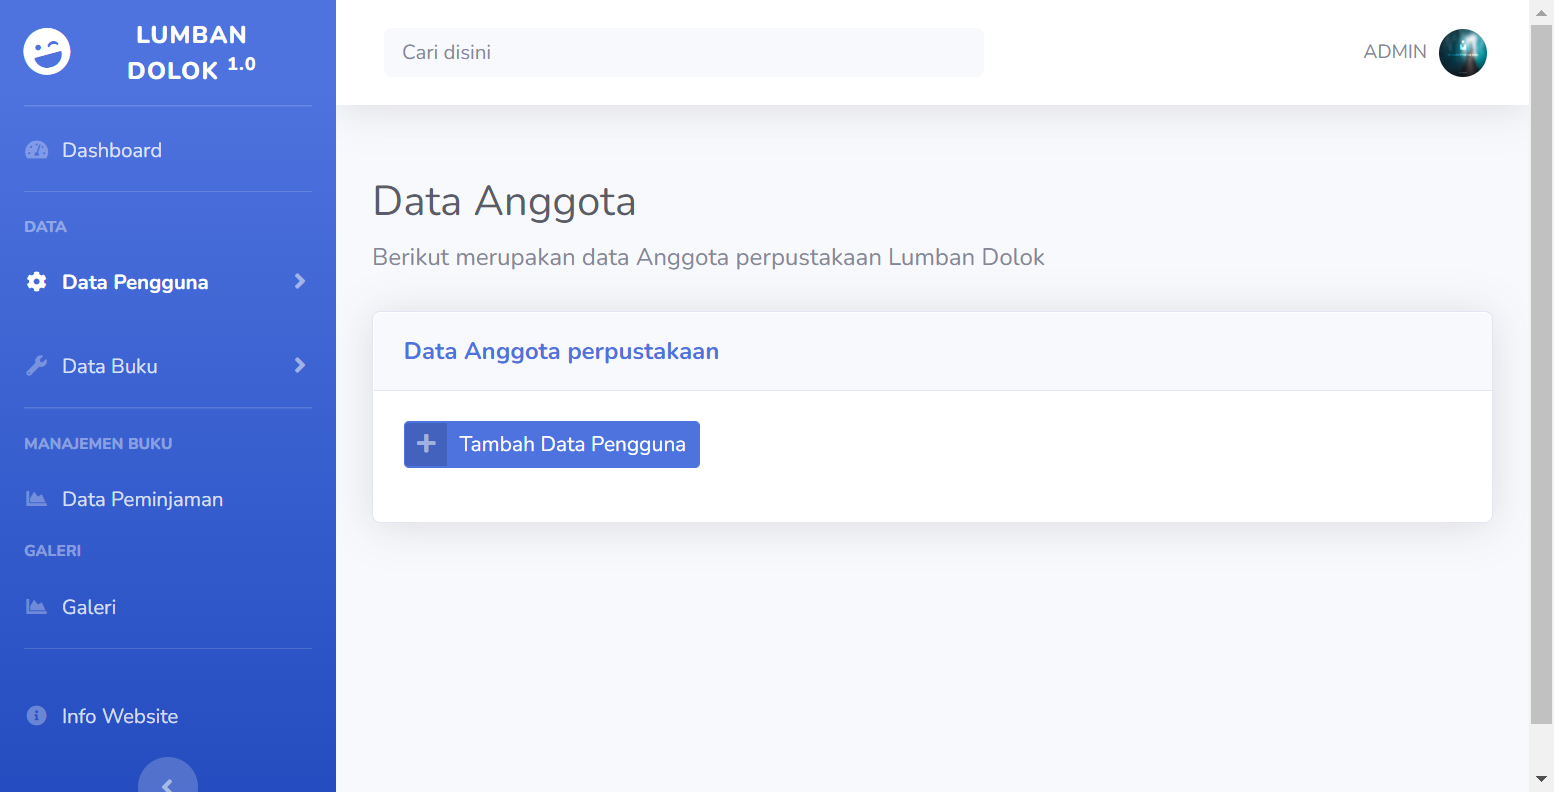 LUMBAN
DOLOK 1.0
Dashboard
DATA
Data Pengguna
Data Buku
MANAJEMEN BUKU
Data Peminjaman
GALERI
Galeri
Info Website
Cari disini
ADMIN
Data Anggota
Berikut merupakan data Anggota perpustakaan Lumban Dolok
Data Anggota perpustakaan
Tambah Data Pengguna